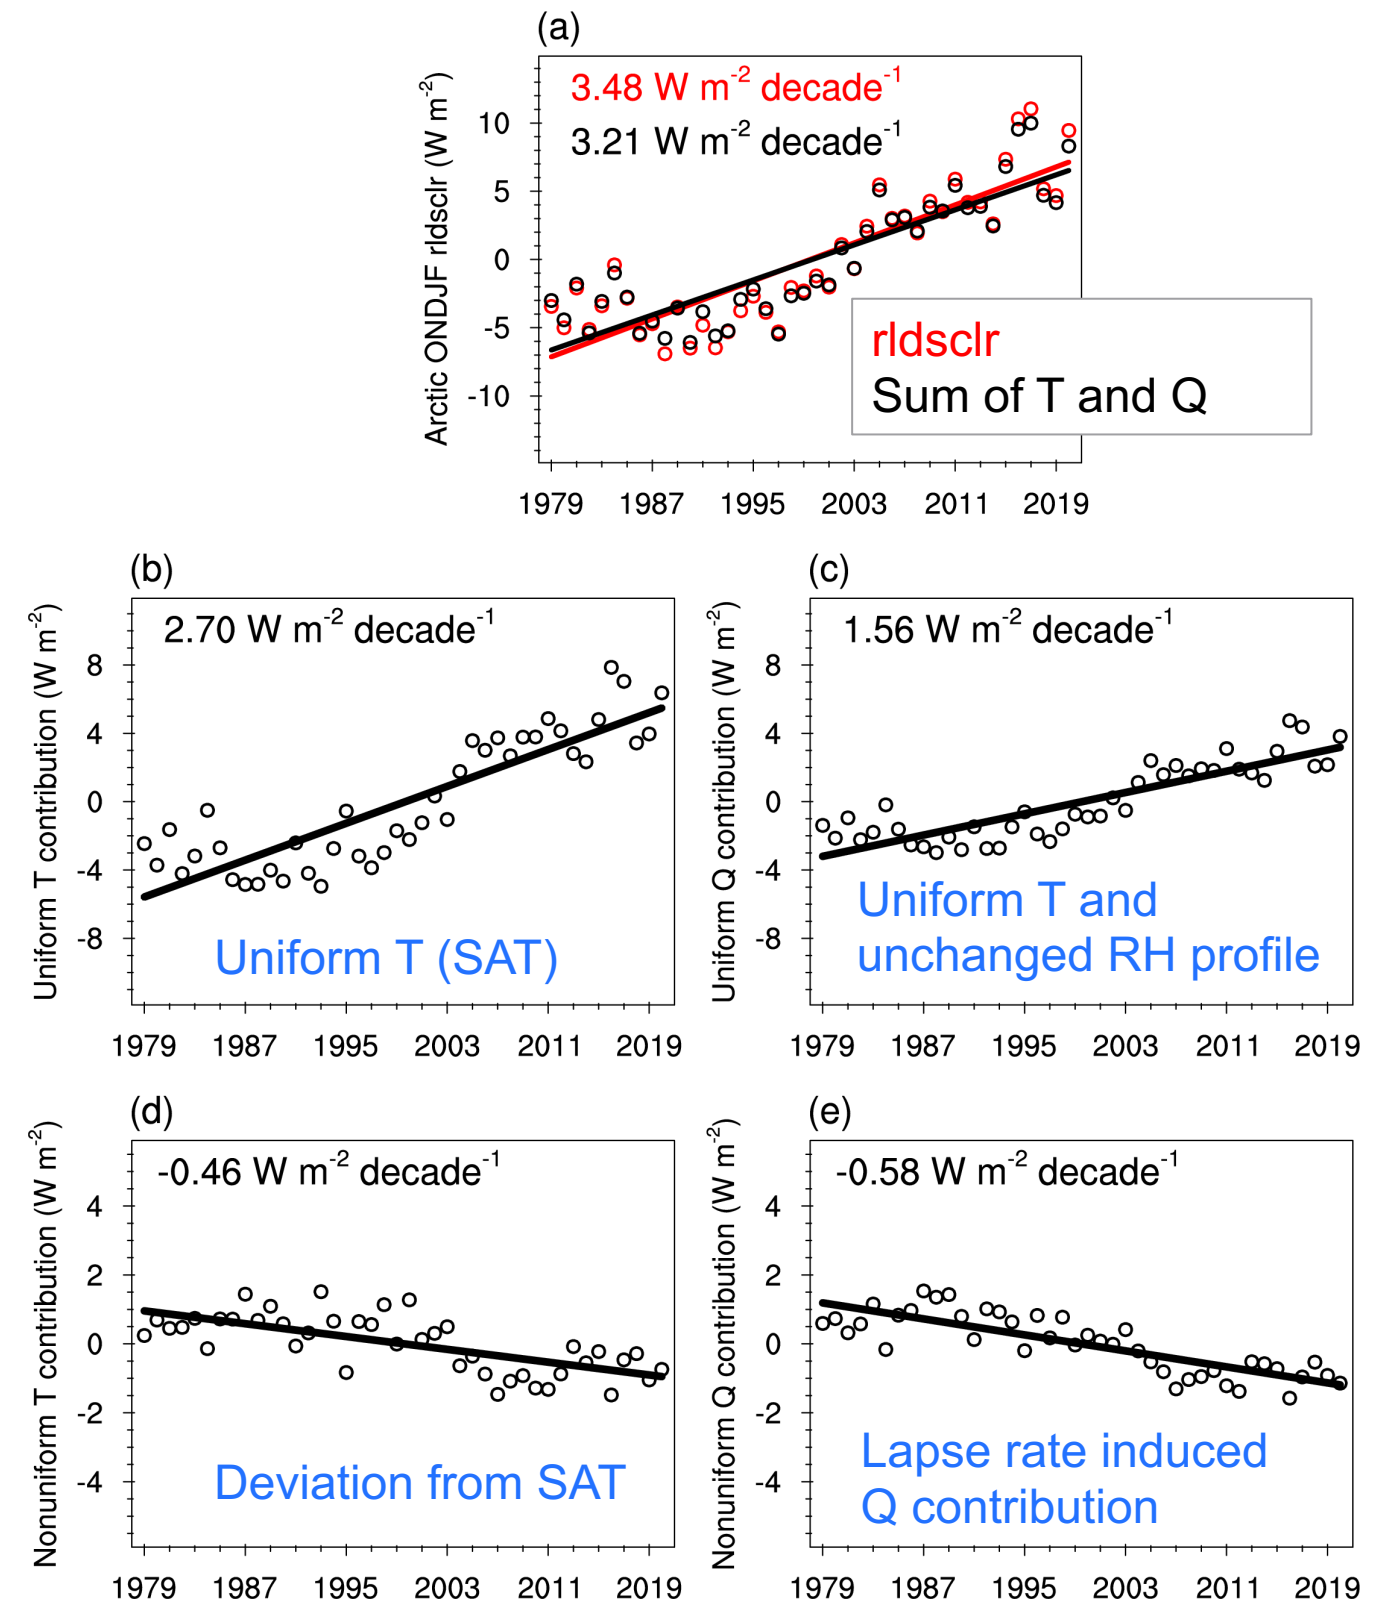 (a)
3.48 W m-2 decade-1
3.21 W m-2 decade-1
Arctic ONDJF rldsclr (W m-2)
10
5
0
-5
-10
rldsclr
Sum of T and Q
1979 1987 1995 2003 2011 2019
(b)
2.70 W m-2 decade-1
Uniform T contribution (W m-2)
8
4
0
-4
-8
Uniform T (SAT)
1979 1987 1995 2003 2011 2019
(c)
1.56 W m-2 decade-1
Uniform Q contribution (W m-2)
8
4
0
-4
-8
Uniform T and
unchanged RH profile
1979 1987 1995 2003 2011 2019
(d)
-0.46 W m-2 decade-1
Nonuniform T contribution (W m-2)
4
2
0
-2
-4
Deviation from SAT
1979 1987 1995 2003 2011 2019
(e)
-0.58 W m-2 decade-1
Nonuniform Q contribution (W m-2)
4
2
0
-2
-4
Lapse rate induced
Q contribution
1979 1987 1995 2003 2011 2019